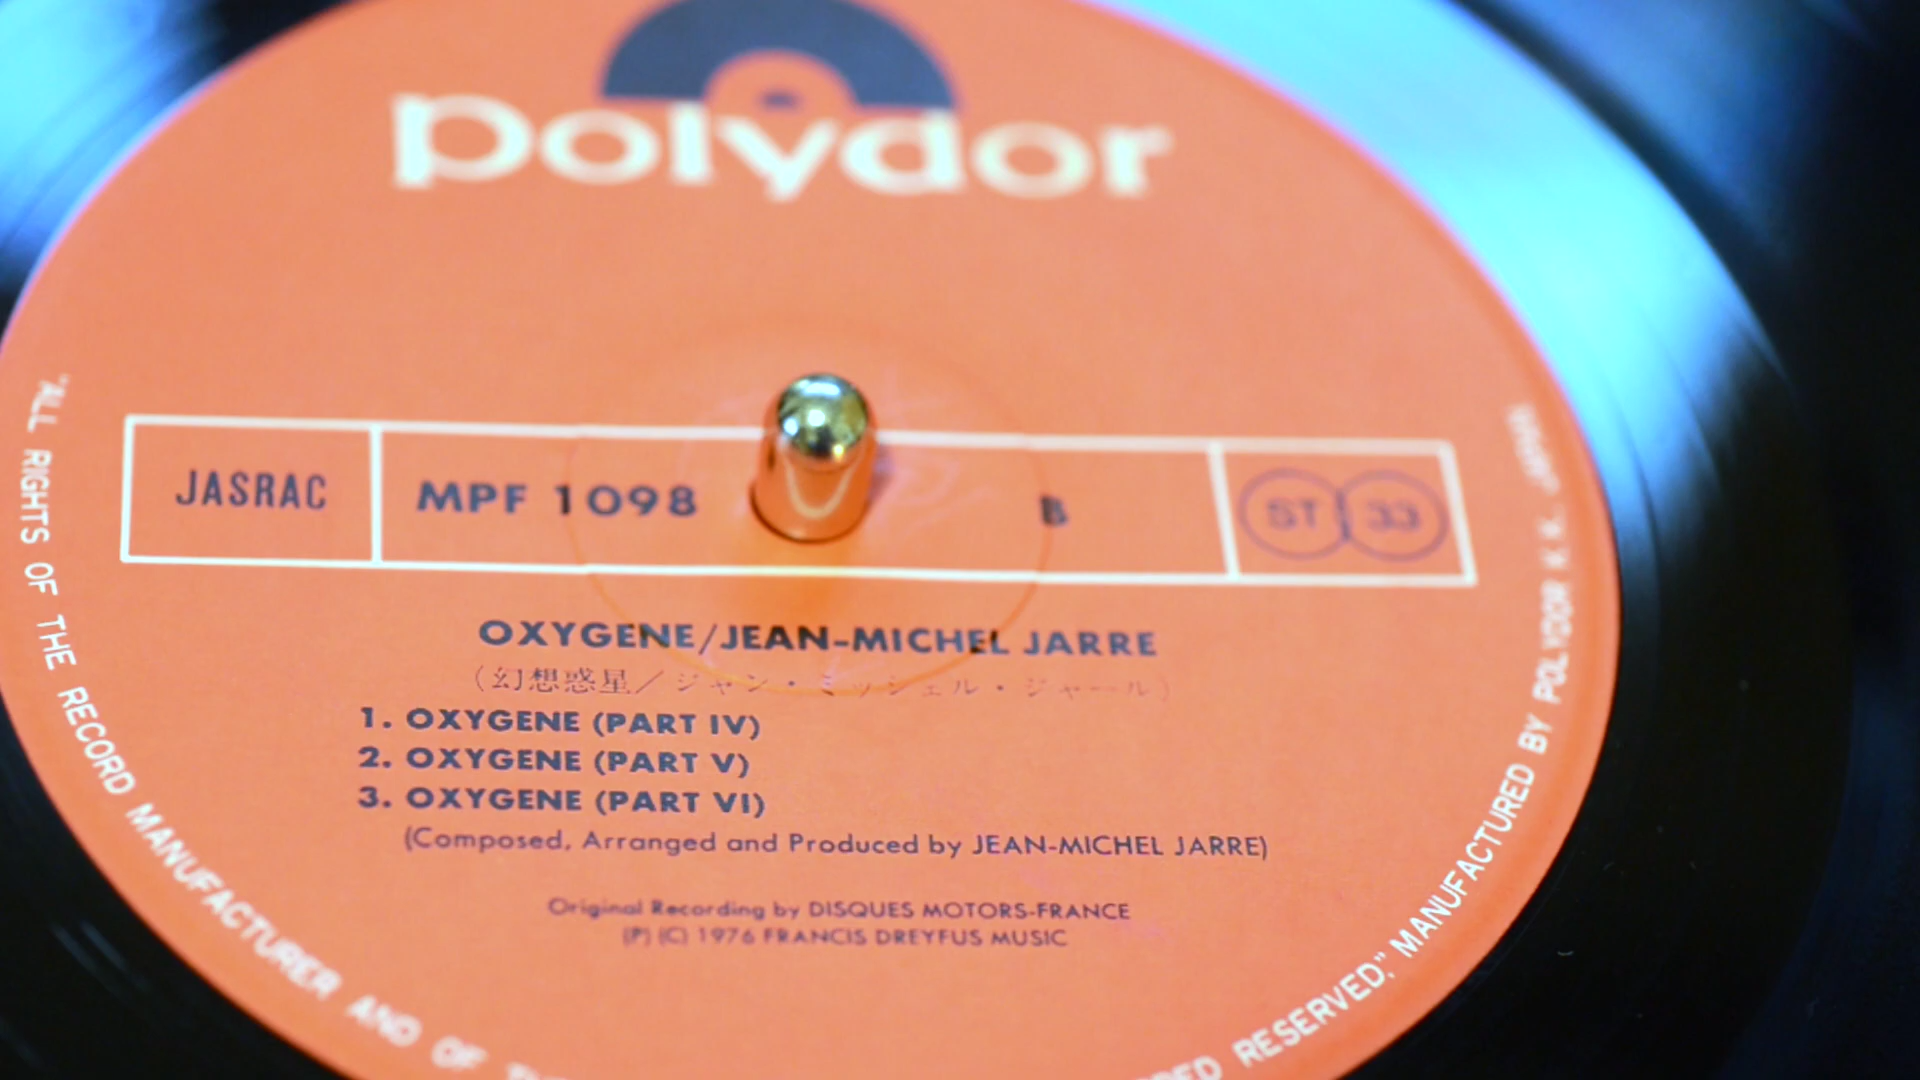 polydor
JASRAC
MPF 1098
B
ST 33
OXYGENE/JEAN-MICHEL JARRE
（幻想惑星／ジャン・ミッシェル・ジャール）
1. OXYGENE (PART IV)
2. OXYGENE (PART V)
3. OXYGENE (PART VI)
(Composed, Arranged and Produced by JEAN-MICHEL JARRE)
Original Recording by DISQUES MOTORS-FRANCE
(P) (C) 1976 FRANCIS DREYFUS MUSIC
"ALL RIGHTS OF THE RECORD MANUFACTURER AND OF
RESERVED." MANUFACTURED BY POLYDOR K.K. JAPAN